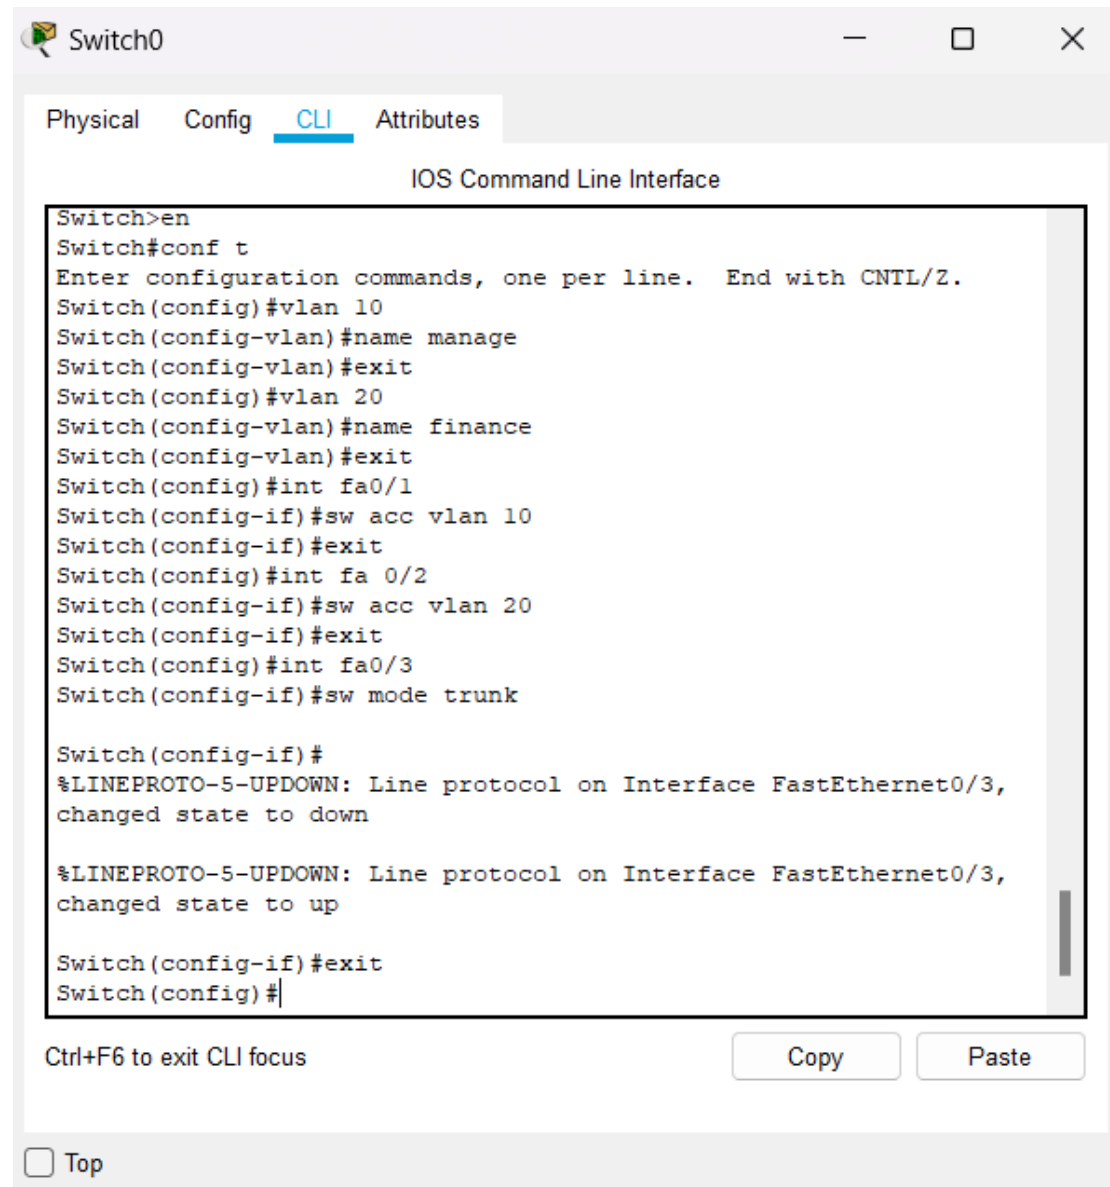 Switch0
Physical Config CLI Attributes
IOS Command Line Interface
Switch>en
Switch#conf t
Enter configuration commands, one per line.  End with CNTL/Z.
Switch(config)#vlan 10
Switch(config-vlan)#name manage
Switch(config-vlan)#exit
Switch(config)#vlan 20
Switch(config-vlan)#name finance
Switch(config-vlan)#exit
Switch(config)#int fa0/1
Switch(config-if)#sw acc vlan 10
Switch(config-if)#exit
Switch(config)#int fa 0/2
Switch(config-if)#sw acc vlan 20
Switch(config-if)#exit
Switch(config)#int fa0/3
Switch(config-if)#sw mode trunk
Switch(config-if)#
%LINEPROTO-5-UPDOWN: Line protocol on Interface FastEthernet0/3,
changed state to down
%LINEPROTO-5-UPDOWN: Line protocol on Interface FastEthernet0/3,
changed state to up
Switch(config-if)#exit
Switch(config)#
Ctrl+F6 to exit CLI focus
Copy Paste
Top